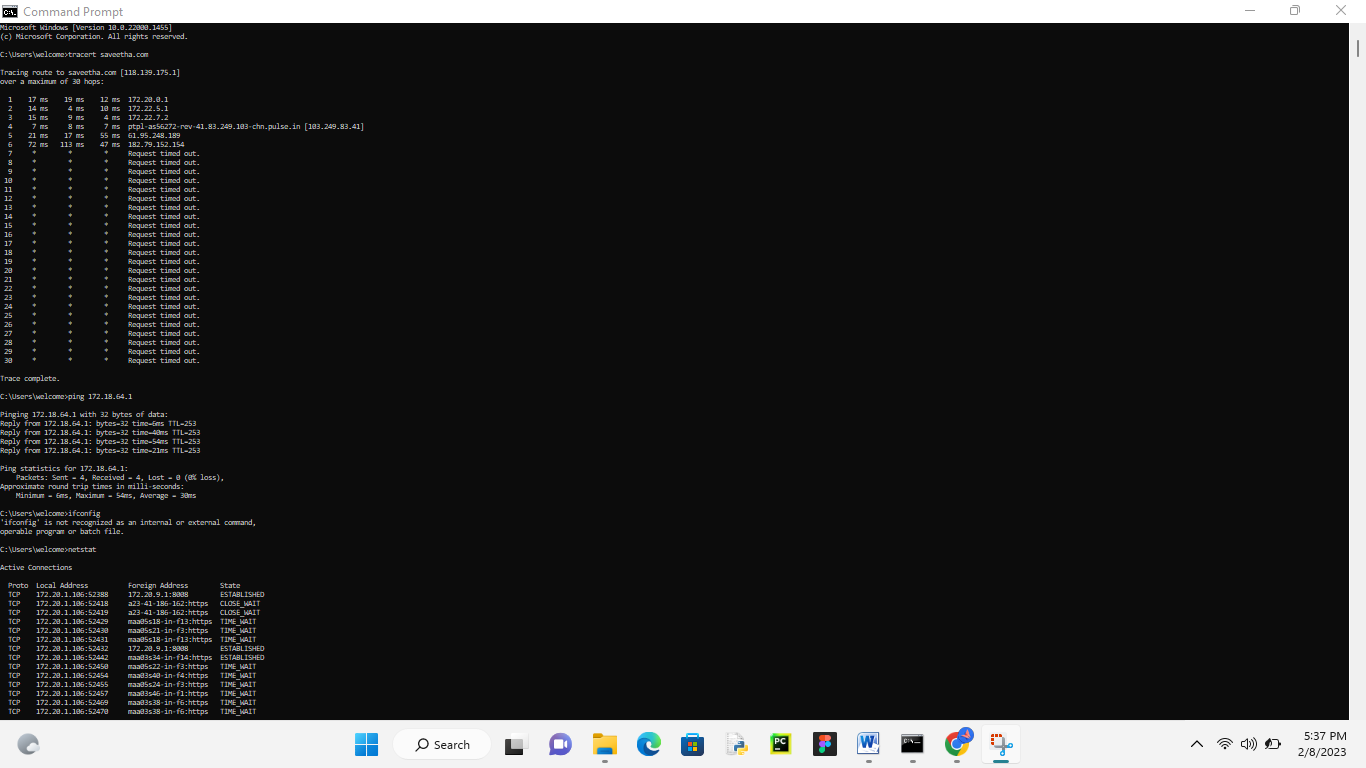 Command Prompt
Microsoft Windows [Version 10.0.22000.1455]
(c) Microsoft Corporation. All rights reserved.
C:\Users\welcome>tracert saveetha.com
Tracing route to saveetha.com [118.139.175.1]
over a maximum of 30 hops:
1 17 ms 19 ms 12 ms 172.20.0.1
2 14 ms 4 ms 10 ms 172.22.5.1
3 15 ms 9 ms 4 ms 172.22.7.2
4 7 ms 8 ms 7 ms ptpl-as56272-rev-41.83.249.103-chn.pulse.in [103.249.83.41]
5 21 ms 17 ms 55 ms 61.95.248.189
6 72 ms 113 ms 47 ms 182.79.152.154
7 * * * Request timed out.
8 * * * Request timed out.
9 * * * Request timed out.
10 * * * Request timed out.
11 * * * Request timed out.
12 * * * Request timed out.
13 * * * Request timed out.
14 * * * Request timed out.
15 * * * Request timed out.
16 * * * Request timed out.
17 * * * Request timed out.
18 * * * Request timed out.
19 * * * Request timed out.
20 * * * Request timed out.
21 * * * Request timed out.
22 * * * Request timed out.
23 * * * Request timed out.
24 * * * Request timed out.
25 * * * Request timed out.
26 * * * Request timed out.
27 * * * Request timed out.
28 * * * Request timed out.
29 * * * Request timed out.
30 * * * Request timed out.
Trace complete.
C:\Users\welcome>ping 172.18.64.1
Pinging 172.18.64.1 with 32 bytes of data:
Reply from 172.18.64.1: bytes=32 time=6ms TTL=253
Reply from 172.18.64.1: bytes=32 time=40ms TTL=253
Reply from 172.18.64.1: bytes=32 time=54ms TTL=253
Reply from 172.18.64.1: bytes=32 time=21ms TTL=253
Ping statistics for 172.18.64.1:
Packets: Sent = 4, Received = 4, Lost = 0 (0% loss),
Approximate round trip times in milli-seconds:
Minimum = 6ms, Maximum = 54ms, Average = 30ms
C:\Users\welcome>ifconfig
'ifconfig' is not recognized as an internal or external command,
operable program or batch file.
C:\Users\welcome>netstat
Active Connections
Proto Local Address Foreign Address State
TCP 172.20.1.106:52388 172.20.9.1:8008 ESTABLISHED
TCP 172.20.1.106:52418 a23-41-186-162:https CLOSE_WAIT
TCP 172.20.1.106:52419 a23-41-186-162:https CLOSE_WAIT
TCP 172.20.1.106:52429 maa05s18-in-f13:https TIME_WAIT
TCP 172.20.1.106:52430 maa05s21-in-f3:https TIME_WAIT
TCP 172.20.1.106:52431 maa05s18-in-f13:https TIME_WAIT
TCP 172.20.1.106:52432 172.20.9.1:8008 ESTABLISHED
TCP 172.20.1.106:52442 maa03s34-in-f14:https ESTABLISHED
TCP 172.20.1.106:52450 maa05s22-in-f3:https TIME_WAIT
TCP 172.20.1.106:52454 maa03s40-in-f4:https TIME_WAIT
TCP 172.20.1.106:52455 maa05s24-in-f3:https TIME_WAIT
TCP 172.20.1.106:52457 maa03s46-in-f1:https TIME_WAIT
TCP 172.20.1.106:52469 maa03s38-in-f6:https TIME_WAIT
TCP 172.20.1.106:52470 maa03s38-in-f6:https TIME_WAIT
Search
PC
W
5:37 PM
2/8/2023